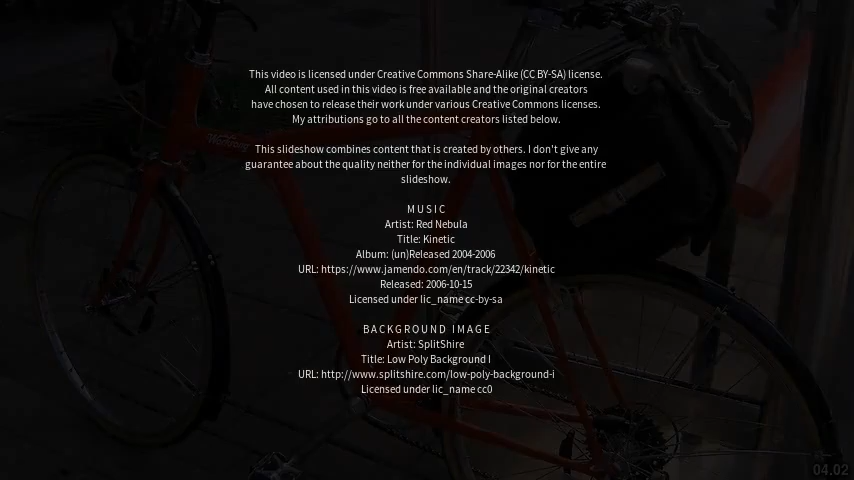 This video is licensed under Creative Commons Share-Alike (CC BY-SA) license.
All content used in this video is free available and the original creators
have chosen to release their work under various Creative Commons licenses.
My attributions go to all the content creators listed below.
This slideshow combines content that is created by others. I don't give any
guarantee about the quality neither for the individual images nor for the entire
slideshow.
MUSIC
Artist: Red Nebula
Title: Kinetic
Album: (un)Released 2004-2006
URL: https://www.jamendo.com/en/track/22342/kinetic
Released: 2006-10-15
Licensed under lic_name cc-by-sa
BACKGROUND IMAGE
Artist: SplitShire
Title: Low Poly Background I
URL: http://www.splitshire.com/low-poly-background-i
Licensed under lic_name cc0
04.02